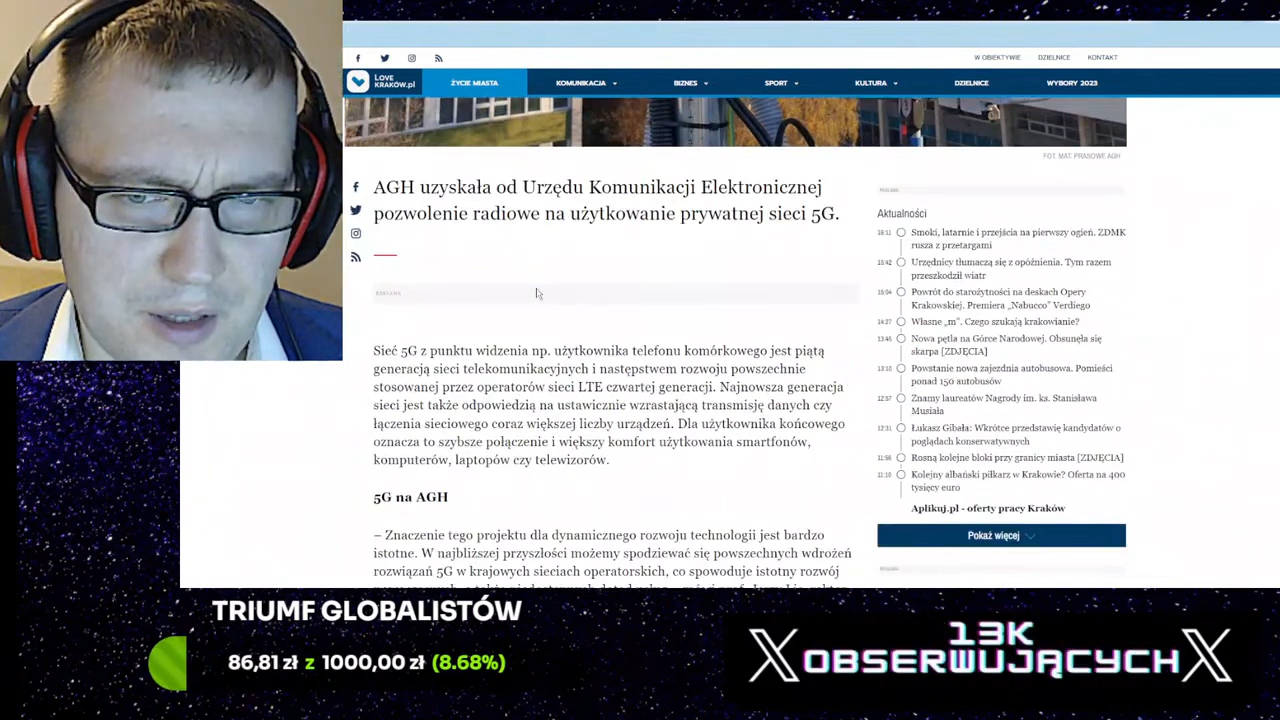 W OBIEKTYWIE DZIELNICE KONTAKT
LOVE
KRAKÓW.pl
ŻYCIE MIASTA KOMUNIKACJA BIZNES SPORT KULTURA DZIELNICE WYBORY 2023
FOT. MAT. PRASOWE AGH
AGH uzyskała od Urzędu Komunikacji Elektronicznej
pozwolenie radiowe na użytkowanie prywatnej sieci 5G.
REKLAMA
Sieć 5G z punktu widzenia np. użytkownika telefonu komórkowego jest piątą
generacją sieci telekomunikacyjnych i następstwem rozwoju powszechnie
stosowanej przez operatorów sieci LTE czwartej generacji. Najnowsza generacja
sieci jest także odpowiedzią na ustawicznie wzrastającą transmisję danych czy
łączenia sieciowego coraz większej liczby urządzeń. Dla użytkownika końcowego
oznacza to szybsze połączenie i większy komfort użytkowania smartfonów,
komputerów, laptopów czy telewizorów.
5G na AGH
– Znaczenie tego projektu dla dynamicznego rozwoju technologii jest bardzo
istotne. W najbliższej przyszłości możemy spodziewać się powszechnych wdrożeń
rozwiązań 5G w krajowych sieciach operatorskich, co spowoduje istotny rozwój
REKLAMA
Aktualności
16:11 Smoki, latarnie i przejścia na pierwszy ogień. ZDMK
rusza z przetargami
15:42 Urzędnicy tłumaczą się z opóźnienia. Tym razem
przeszkodził wiatr
15:04 Powrót do starożytności na deskach Opery
Krakowskiej. Premiera „Nabucco" Verdiego
14:27 Własne „m". Czego szukają krakowianie?
13:45 Nowa pętla na Górce Narodowej. Obsunęła się
skarpa [ZDJĘCIA]
13:10 Powstanie nowa zajezdnia autobusowa. Pomieści
ponad 150 autobusów
12:57 Znamy laureatów Nagrody im. ks. Stanisława
Musiała
12:31 Łukasz Gibała: Wkrótce przedstawię kandydatów o
poglądach konserwatywnych
11:56 Rosną kolejne bloki przy granicy miasta [ZDJĘCIA]
11:10 Kolejny albański piłkarz w Krakowie? Oferta na 400
tysięcy euro
Aplikuj.pl - oferty pracy Kraków
Pokaż więcej
REKLAMA
TRIUMF GLOBALISTÓW
86,81 zł z 1000,00 zł (8.68%)
13K
X OBSERWUJĄCYCH X